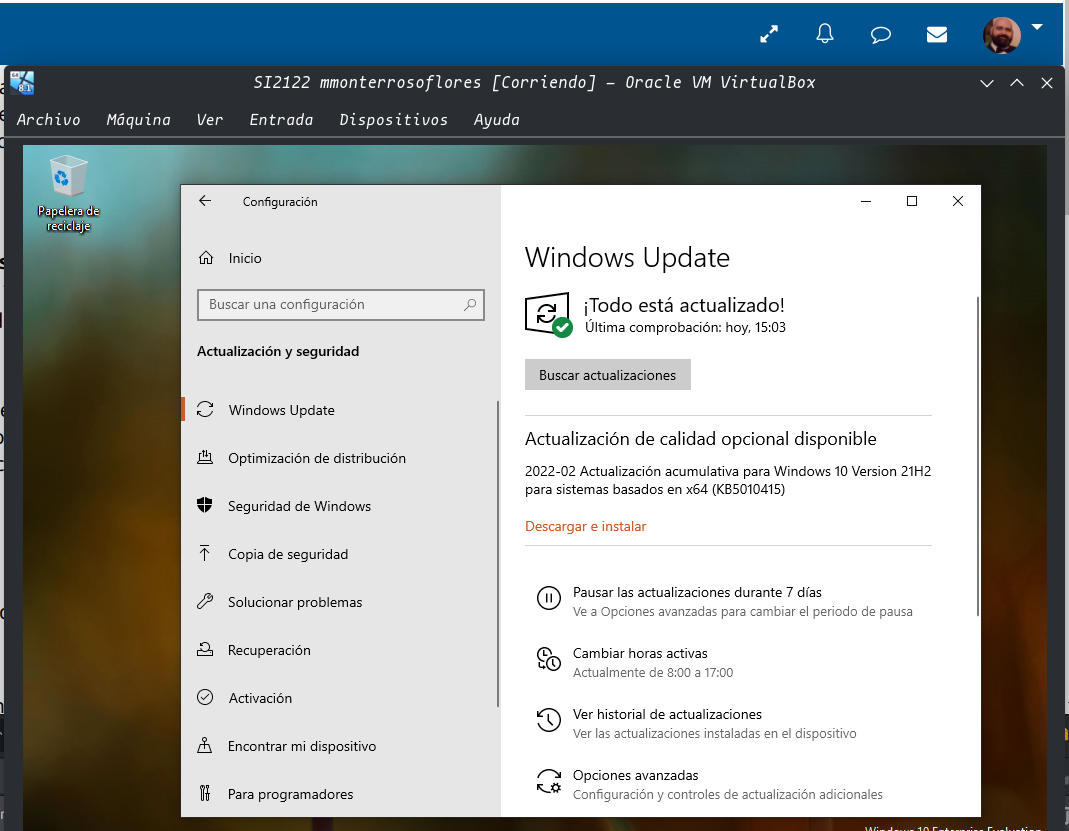 SI2122 mmonterrosoflores [Corriendo] – Oracle VM VirtualBox
Archivo Máquina Ver Entrada Dispositivos Ayuda
Papelera de
reciclaje
Configuración
Inicio
Buscar una configuración
Actualización y seguridad
Windows Update
Optimización de distribución
Seguridad de Windows
Copia de seguridad
Solucionar problemas
Recuperación
Activación
Encontrar mi dispositivo
Para programadores
Windows Update
¡Todo está actualizado!
Última comprobación: hoy, 15:03
Buscar actualizaciones
Actualización de calidad opcional disponible
2022-02 Actualización acumulativa para Windows 10 Version 21H2
para sistemas basados en x64 (KB5010415)
Descargar e instalar
Pausar las actualizaciones durante 7 días
Ve a Opciones avanzadas para cambiar el periodo de pausa
Cambiar horas activas
Actualmente de 8:00 a 17:00
Ver historial de actualizaciones
Ver las actualizaciones instaladas en el dispositivo
Opciones avanzadas
Configuración y controles de actualización adicionales
Windows 10 Enterprise Evaluation